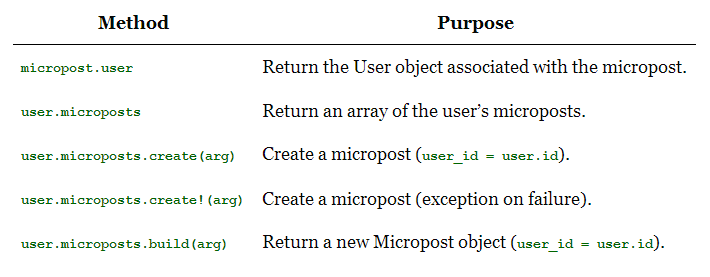 Method Purpose
micropost.user Return the User object associated with the micropost.
user.microposts Return an array of the user’s microposts.
user.microposts.create(arg) Create a micropost (user_id = user.id).
user.microposts.create!(arg) Create a micropost (exception on failure).
user.microposts.build(arg) Return a new Micropost object (user_id = user.id).